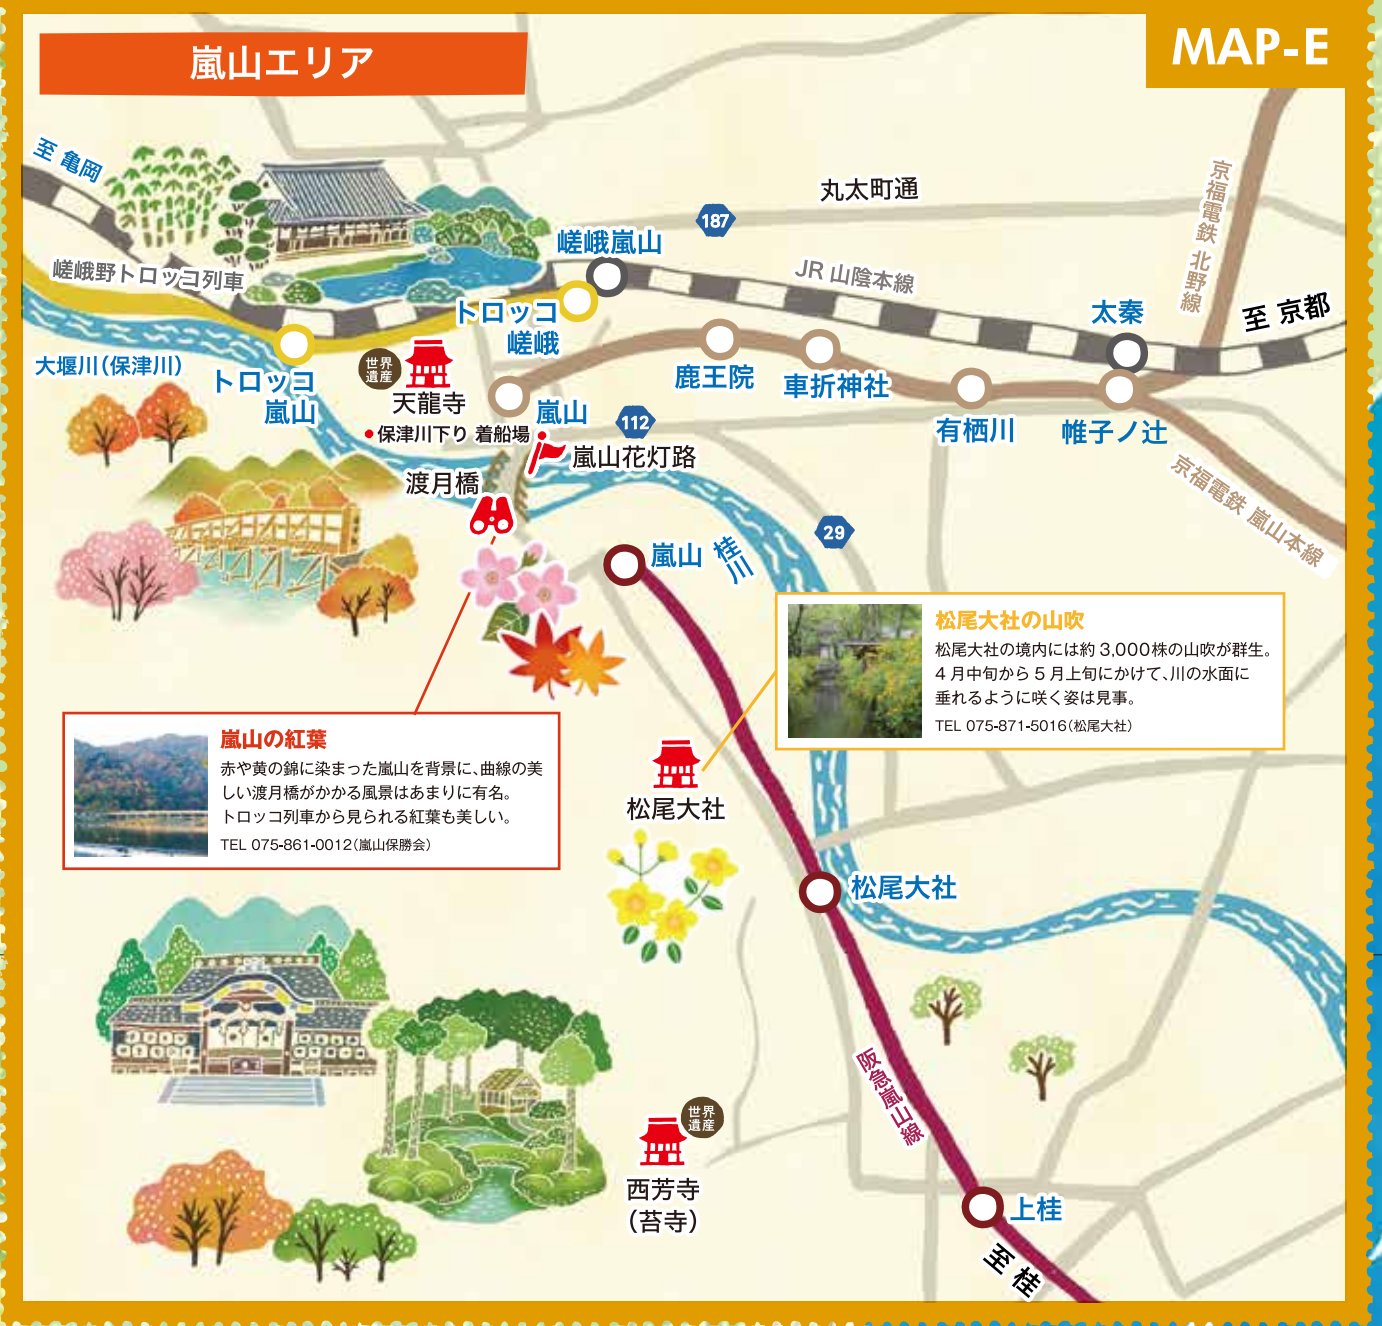 嵐山エリア
MAP-E
至 亀岡
丸太町通
187
京福電鉄 北野線
嵯峨嵐山
嵯峨野トロッコ列車
JR 山陰本線
トロッコ
嵯峨
太秦
至 京都
大堰川(保津川)
トロッコ
嵐山
世界
遺産
天龍寺
鹿王院
車折神社
嵐山
112
有栖川
帷子ノ辻
保津川下り 着船場
嵐山花灯路
京福電鉄 嵐山本線
渡月橋
29
嵐山
桂川
松尾大社の山吹
松尾大社の境内には約 3,000株の山吹が群生。
4 月中旬から 5 月上旬にかけて、川の水面に
垂れるように咲く姿は見事。
TEL 075-871-5016(松尾大社)
嵐山の紅葉
赤や黄の錦に染まった嵐山を背景に、曲線の美
しい渡月橋がかかる風景はあまりに有名。
トロッコ列車から見られる紅葉も美しい。
TEL 075-861-0012(嵐山保勝会)
松尾大社
松尾大社
阪急嵐山線
世界
遺産
西芳寺
(苔寺)
上桂
至 桂